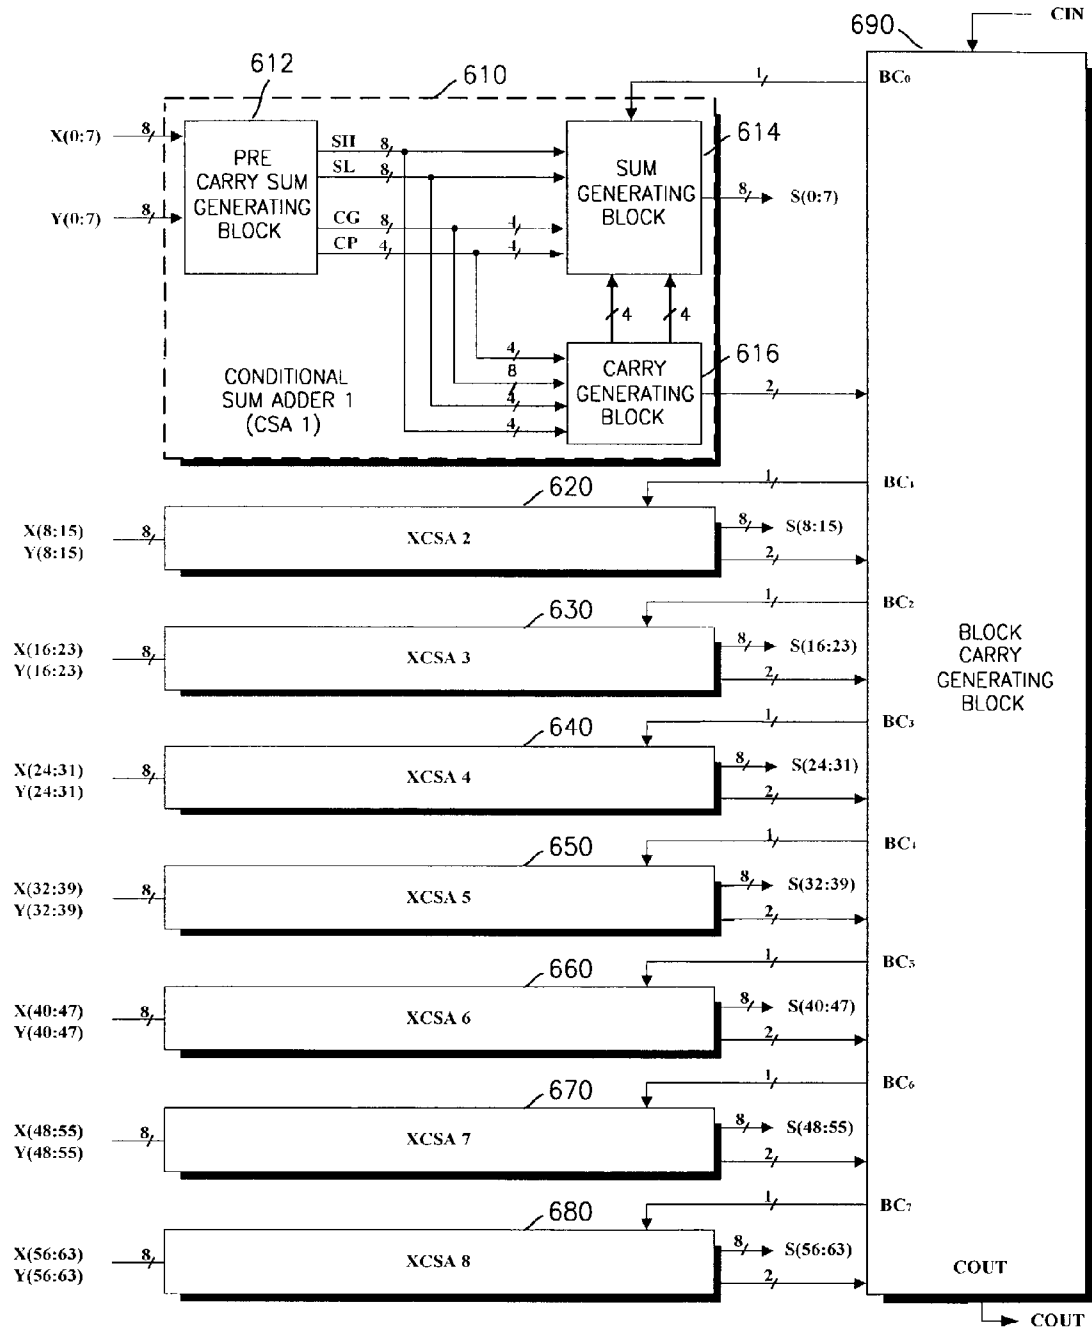 CIN
690
612
610
1
BC0
X(0:7)
8
PRE
CARRY SUM
GENERATING
BLOCK
Y(0:7)
8
SH
8
SL
8
CG
8
4
CP
4
4
614
SUM
GENERATING
BLOCK
8
S(0:7)
4
4
616
4
8
4
4
CARRY
GENERATING
BLOCK
2
CONDITIONAL
SUM ADDER 1
(CSA 1)
620
1
BC1
X(8:15)
Y(8:15)
8
XCSA 2
8
S(8:15)
2
630
1
BC2
X(16:23)
Y(16:23)
8
XCSA 3
8
S(16:23)
2
BLOCK
CARRY
GENERATING
BLOCK
640
1
BC3
X(24:31)
Y(24:31)
8
XCSA 4
8
S(24:31)
2
650
1
BC4
X(32:39)
Y(32:39)
8
XCSA 5
8
S(32:39)
2
660
1
BC5
X(40:47)
Y(40:47)
8
XCSA 6
8
S(40:47)
2
670
1
BC6
X(48:55)
Y(48:55)
8
XCSA 7
8
S(48:55)
2
680
1
BC7
X(56:63)
Y(56:63)
8
XCSA 8
8
S(56:63)
2
COUT
COUT